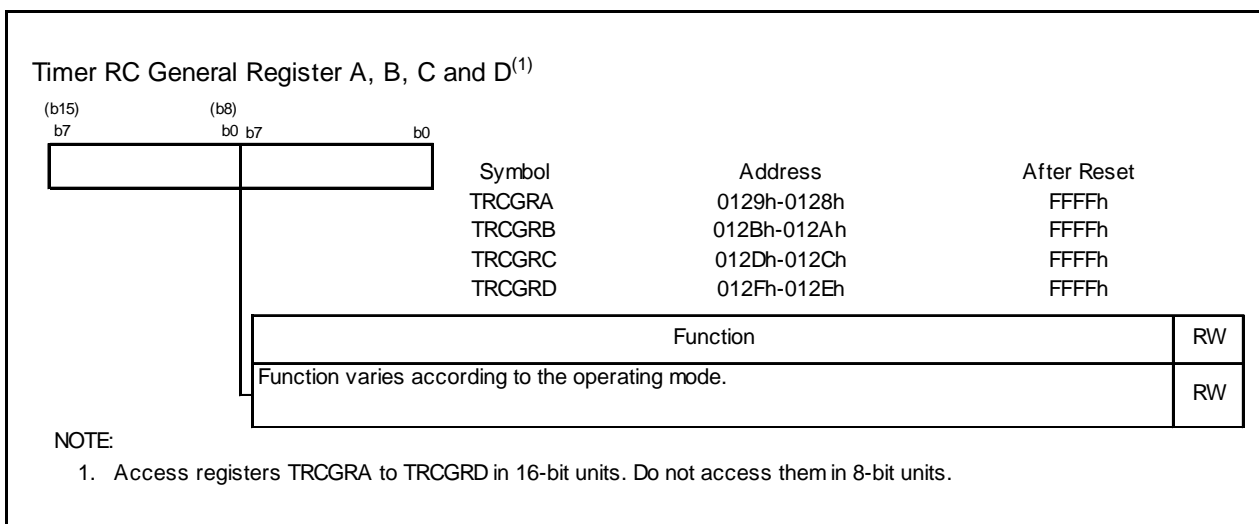 Timer RC General Register A, B, C and D(1)
(b15) (b8)
b7 b0 b7 b0
Symbol Address After Reset
TRCGRA 0129h-0128h FFFFh
TRCGRB 012Bh-012Ah FFFFh
TRCGRC 012Dh-012Ch FFFFh
TRCGRD 012Fh-012Eh FFFFh
Function RW
Function varies according to the operating mode. RW
NOTE:
1. Access registers TRCGRA to TRCGRD in 16-bit units. Do not access them in 8-bit units.